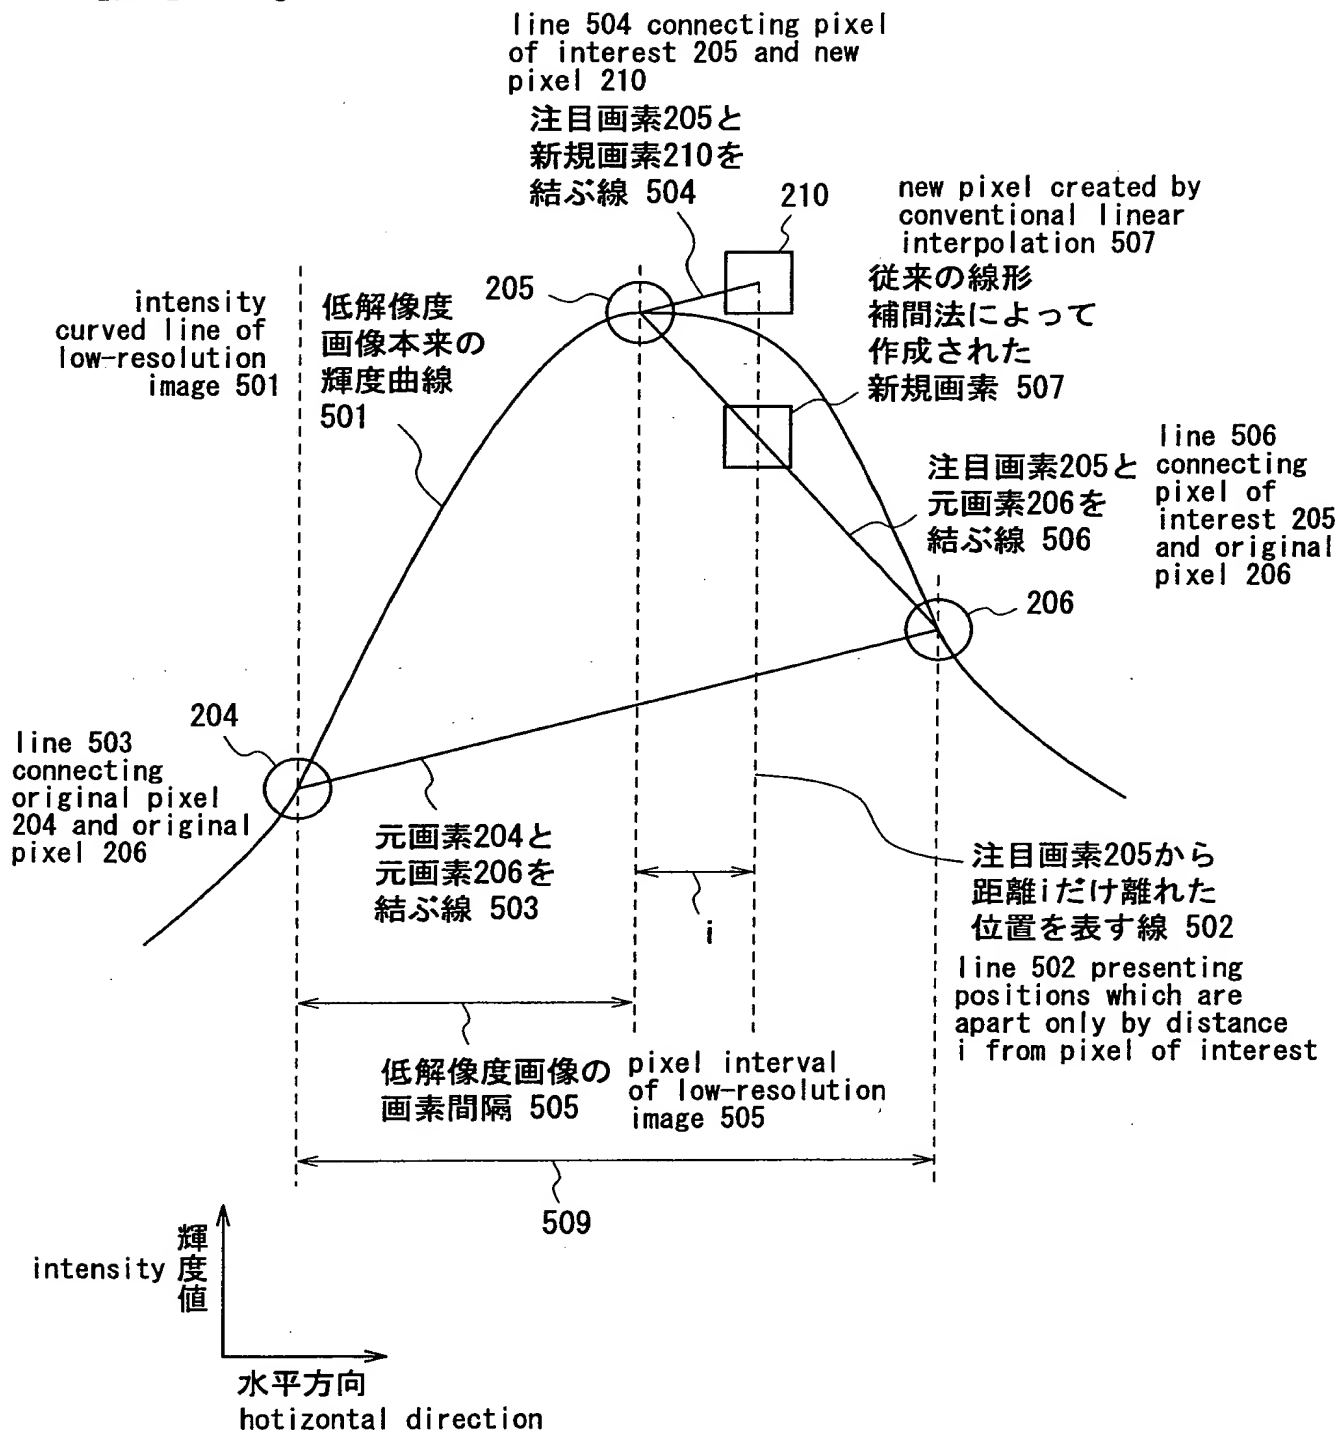 line 504 connecting pixel
of interest 205 and new
pixel 210
注目画素205と
新規画素210を
結ぶ線 504
210
new pixel created by
conventional linear
interpolation 507
従来の線形
補間法によって
作成された
新規画素 507
205
intensity
curved line of
low-resolution
image 501
低解像度
画像本来の
輝度曲線
501
注目画素205と
元画素206を
結ぶ線 506
line 506
connecting
pixel of
interest 205
and original
pixel 206
206
204
line 503
connecting
original pixel
204 and original
pixel 206
元画素204と
元画素206を
結ぶ線 503
i
注目画素205から
距離iだけ離れた
位置を表す線 502
line 502 presenting
positions which are
apart only by distance
i from pixel of interest
低解像度画像の
画素間隔 505
pixel interval
of low-resolution
image 505
509
intensity
輝度値
水平方向
hotizontal direction